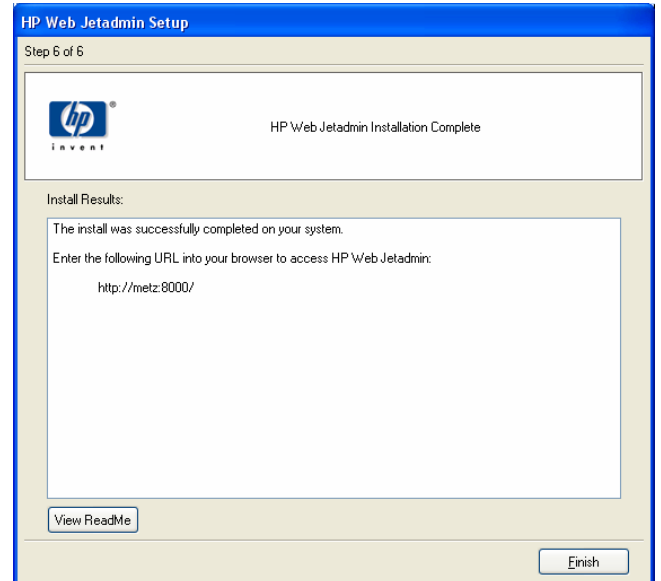 HP Web Jetadmin Setup
Step 6 of 6
hp
®
invent
HP Web Jetadmin Installation Complete
Install Results:
The install was successfully completed on your system.
Enter the following URL into your browser to access HP Web Jetadmin:
http://metz:8000/
View ReadMe
Finish